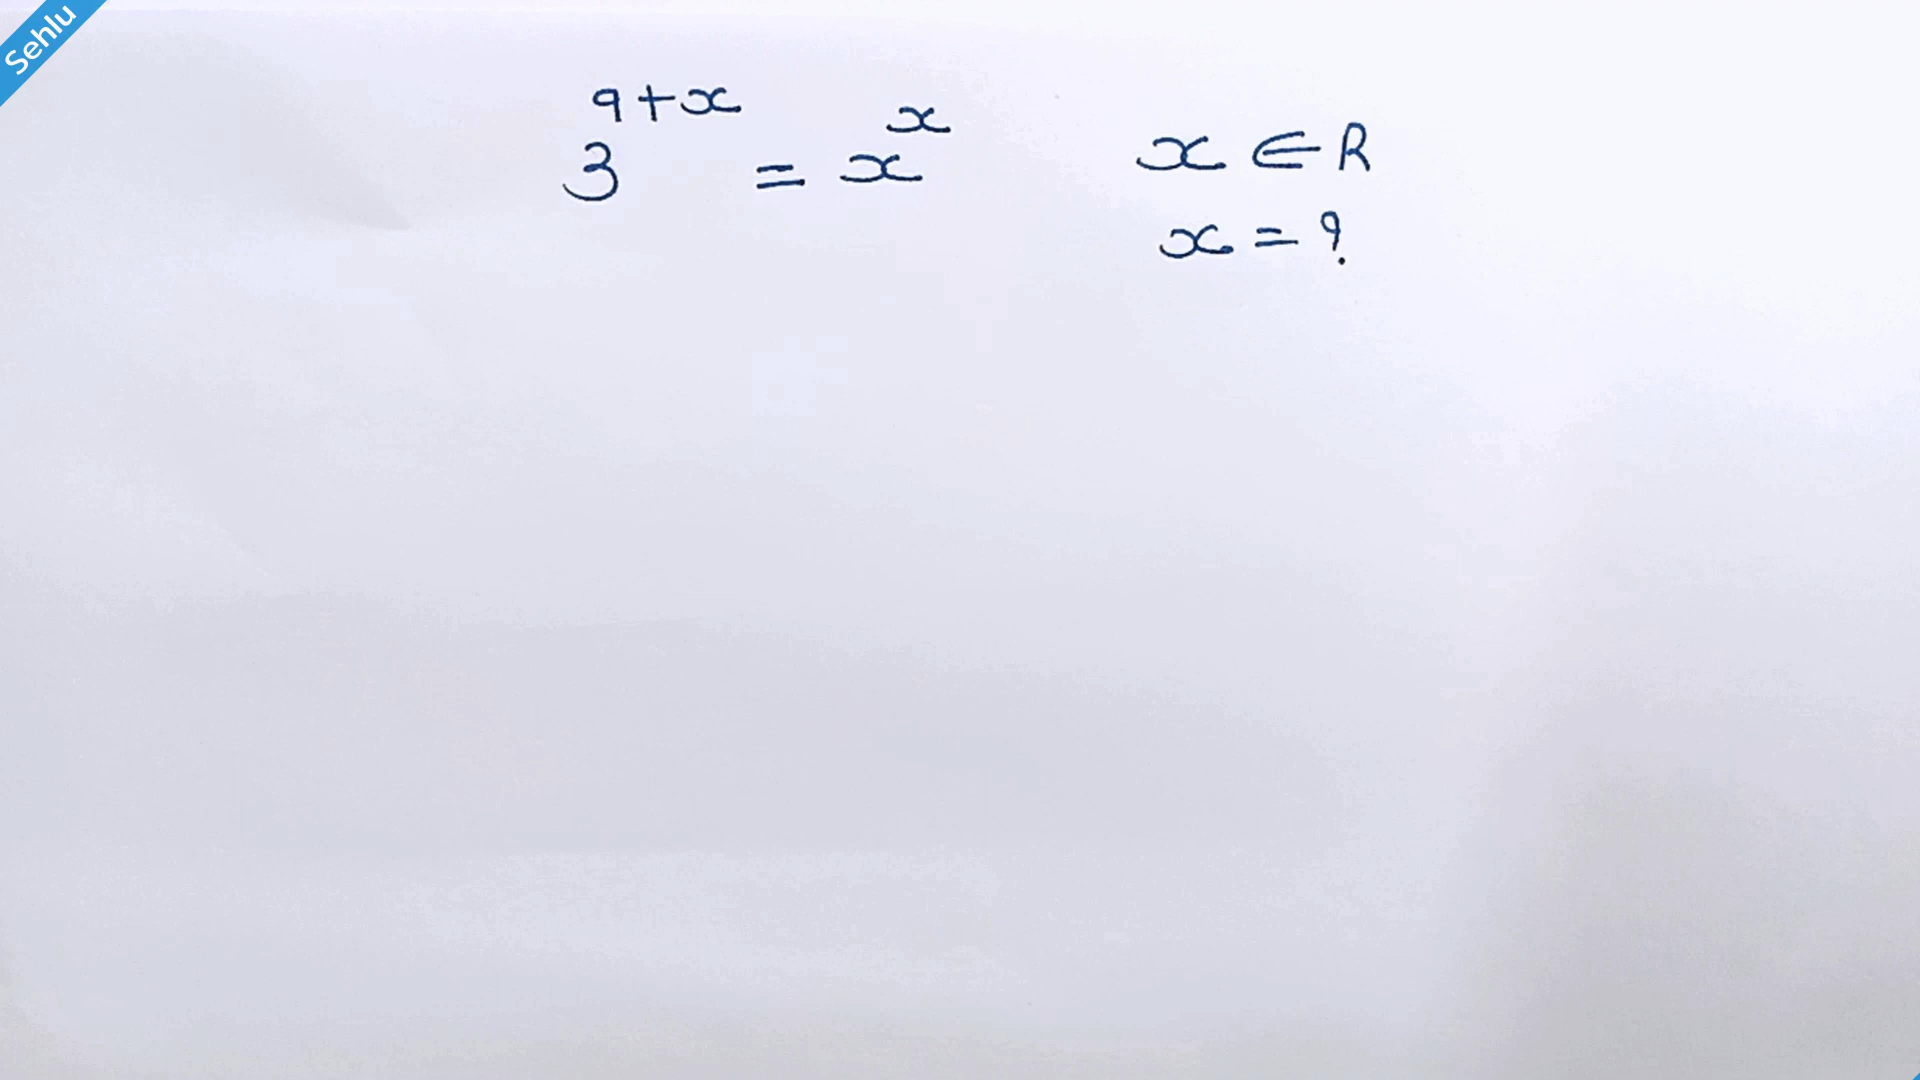 Sehlu
3^{9+x} = x^x    x ∈ R
x = ?